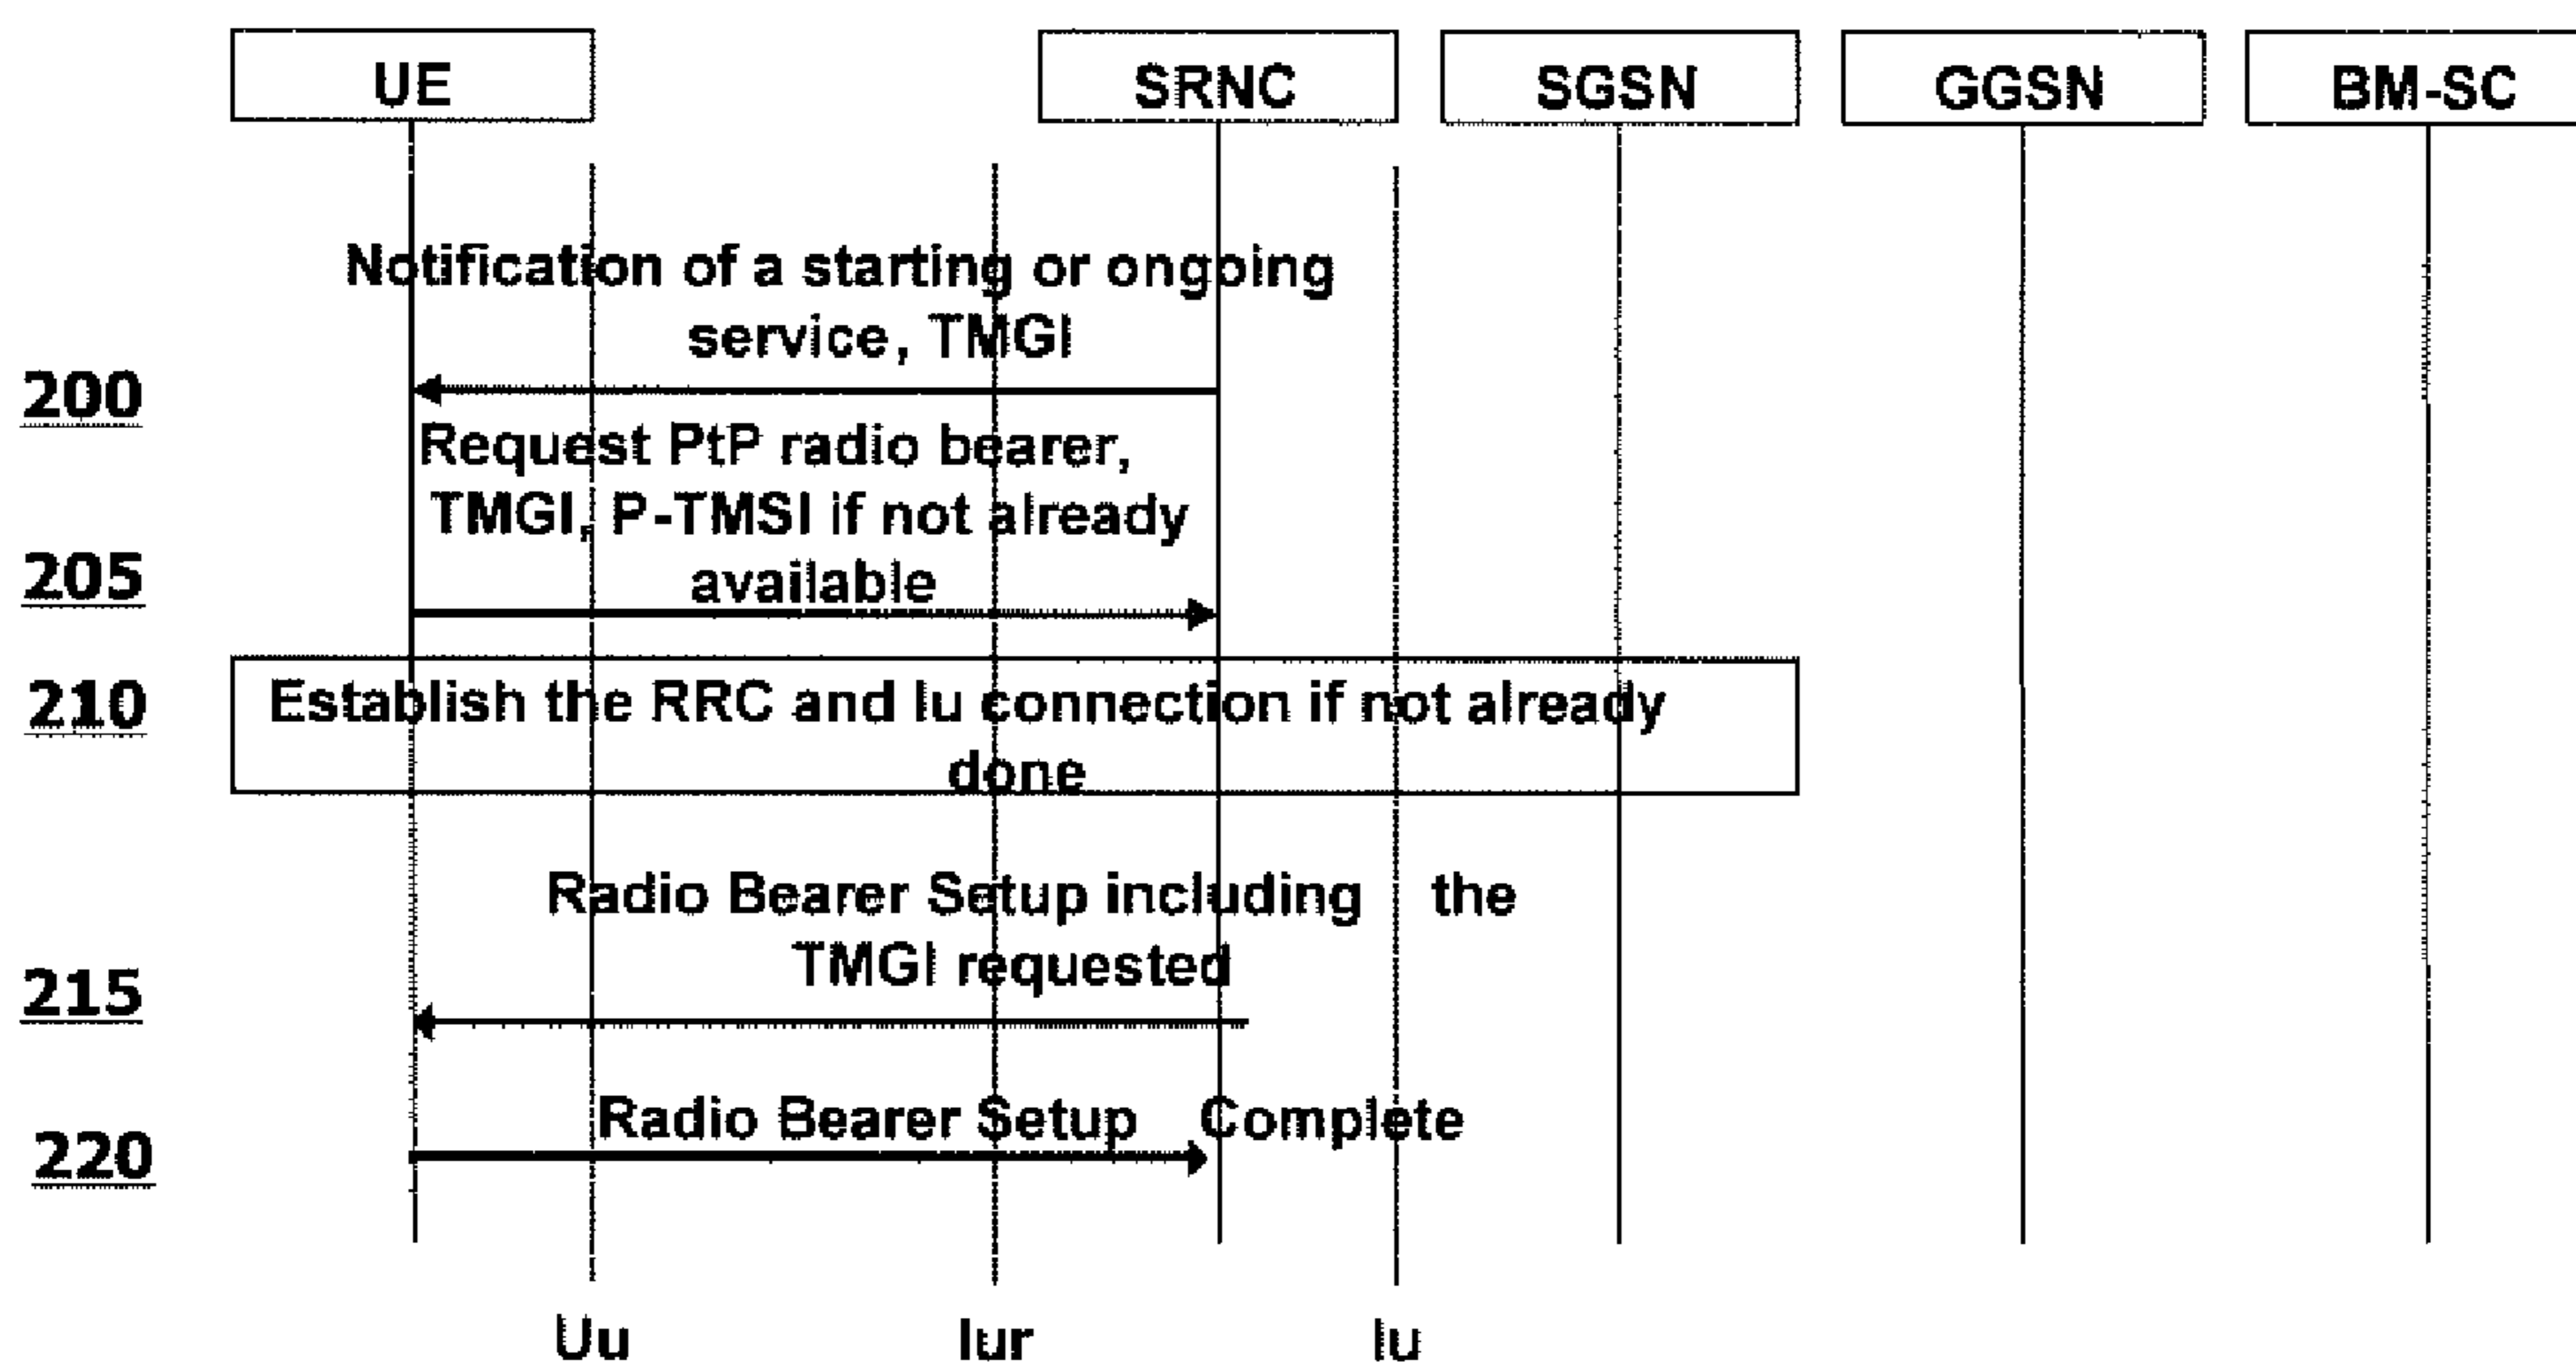 UE SRNC SGSN GGSN BM-SC
Notification of a starting or ongoing
service, TMGI
200
Request PtP radio bearer,
TMGI, P-TMSI if not already
205 available
210 Establish the RRC and Iu connection if not already
done
Radio Bearer Setup including the
TMGI requested
215
Radio Bearer Setup Complete
220
Uu Iur Iu